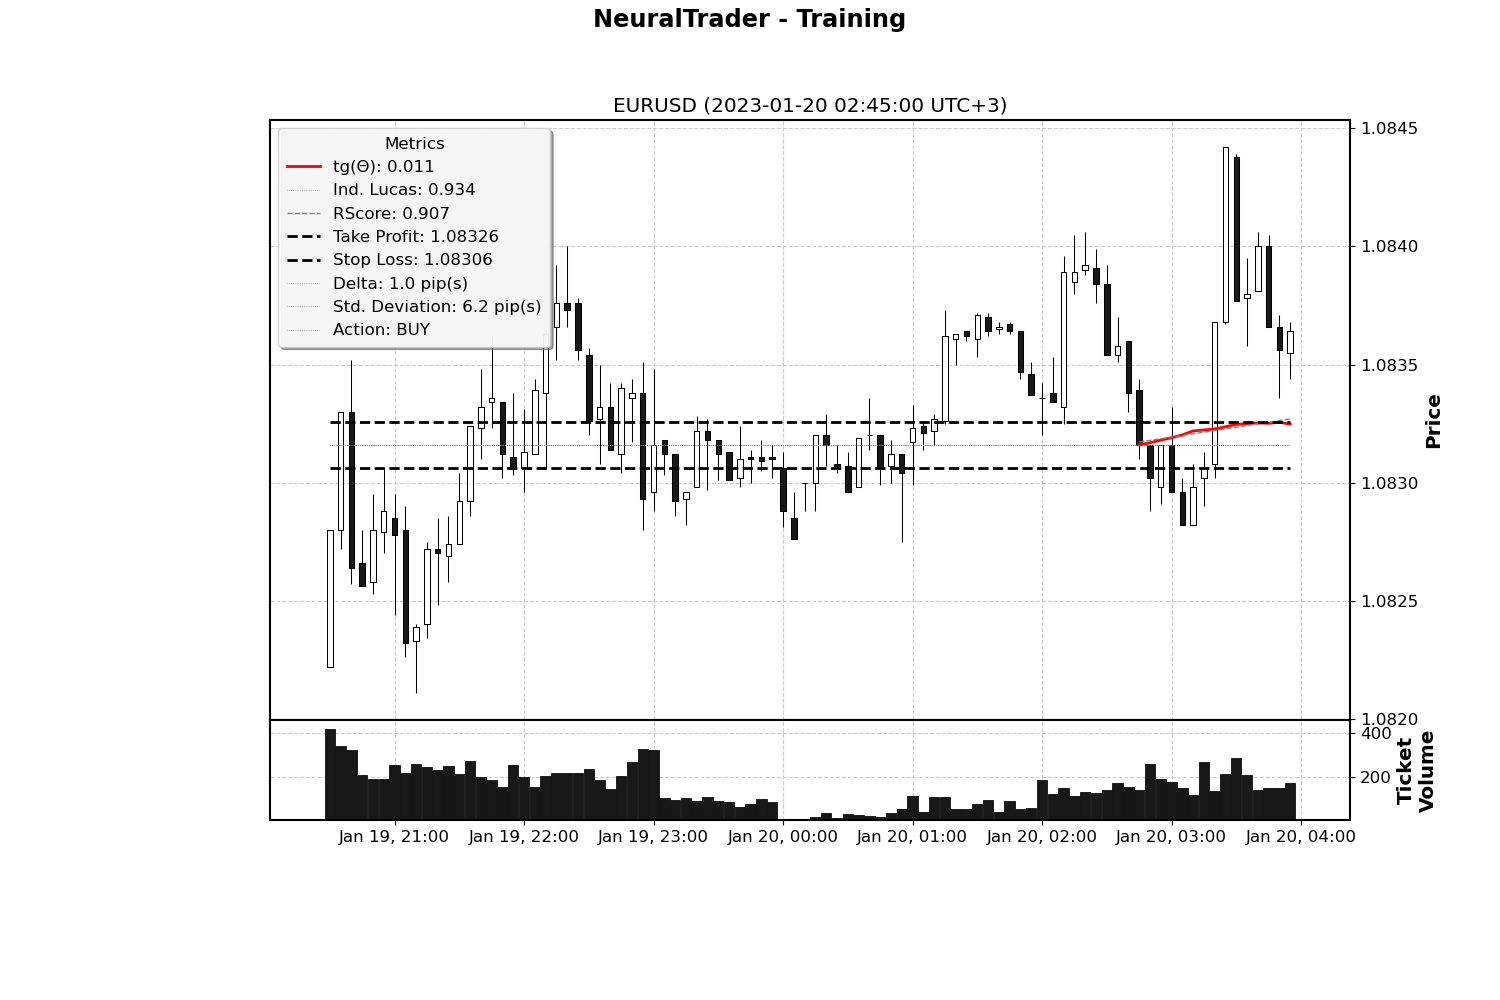 NeuralTrader - Training
EURUSD (2023-01-20 02:45:00 UTC+3)
Metrics
tg(Θ): 0.011
Ind. Lucas: 0.934
RScore: 0.907
Take Profit: 1.08326
Stop Loss: 1.08306
Delta: 1.0 pip(s)
Std. Deviation: 6.2 pip(s)
Action: BUY
1.0845
1.0840
1.0835
1.0830
1.0825
1.0820
Price
400
200
Ticket
Volume
Jan 19, 21:00
Jan 19, 22:00
Jan 19, 23:00
Jan 20, 00:00
Jan 20, 01:00
Jan 20, 02:00
Jan 20, 03:00
Jan 20, 04:00